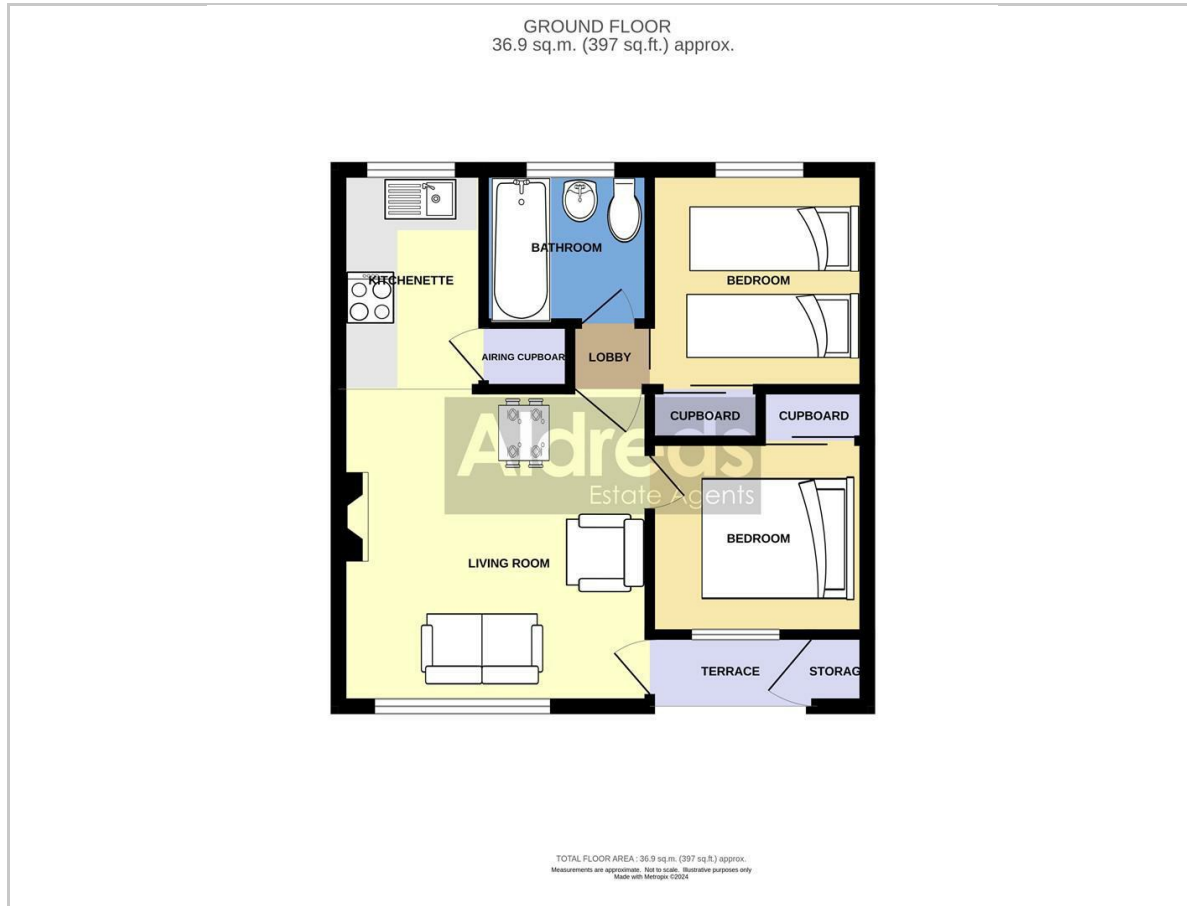 GROUND FLOOR
36.9 sq.m. (397 sq.ft.) approx.
BATHROOM
KITCHENETTE
BEDROOM
AIRING CUPBOAR
LOBBY
CUPBOARD
CUPBOARD
Aldreds
Estate Agents
BEDROOM
LIVING ROOM
TERRACE
STORAG
TOTAL FLOOR AREA : 36.9 sq.m. (397 sq.ft.) approx.
Measurements are approximate. Not to scale. Illustrative purposes only
Made with Metropix ©2024